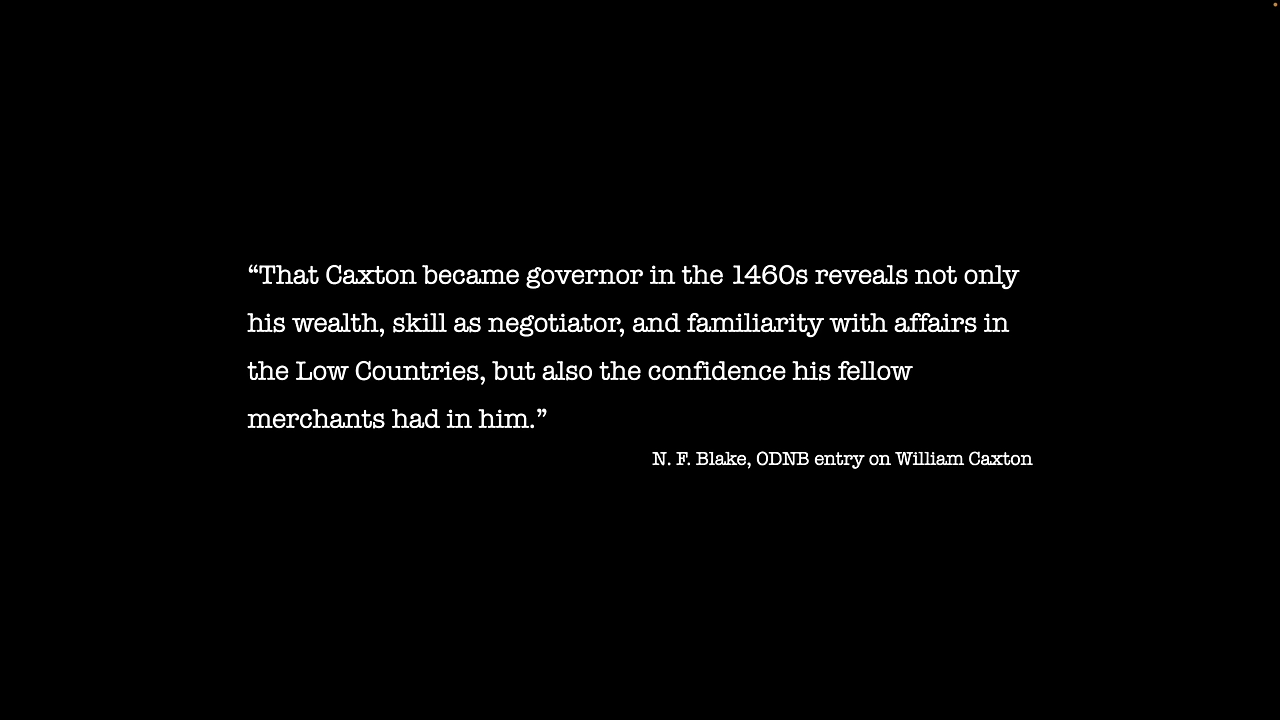 “That Caxton became governor in the 1460s reveals not only
his wealth, skill as negotiator, and familiarity with affairs in
the Low Countries, but also the confidence his fellow
merchants had in him.”
N. F. Blake, ODNB entry on William Caxton